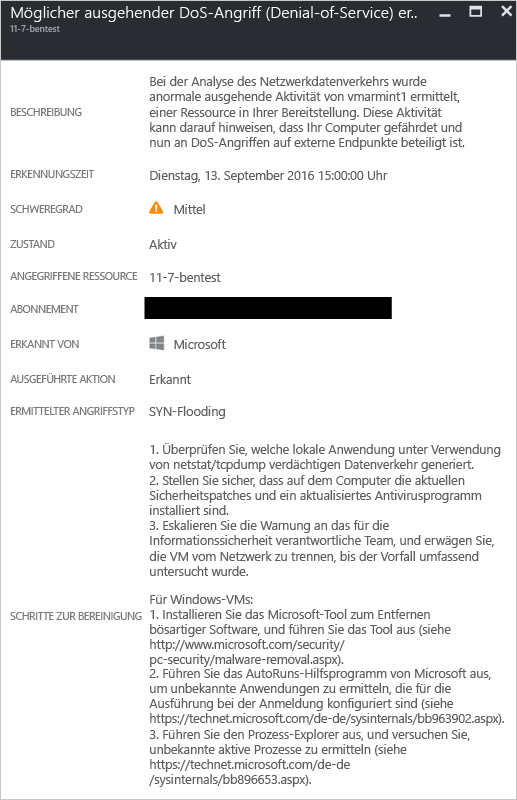 Möglicher ausgehender DoS-Angriff (Denial-of-Service) er..
11-7-bentest
BESCHREIBUNG
Bei der Analyse des Netzwerkdatenverkehrs wurde
anormale ausgehende Aktivität von vmarmint1 ermittelt,
einer Ressource in Ihrer Bereitstellung. Diese Aktivität
kann darauf hinweisen, dass Ihr Computer gefährdet und
nun an DoS-Angriffen auf externe Endpunkte beteiligt ist.
ERKENNUNGSZEIT
Dienstag, 13. September 2016 15:00:00 Uhr
SCHWEREGRAD
Mittel
ZUSTAND
Aktiv
ANGEGRIFFENE RESSOURCE
11-7-bentest
ABONNEMENT
ERKANNT VON
Microsoft
AUSGEFÜHRTE AKTION
Erkannt
ERMITTELTER ANGRIFFSTYP
SYN-Flooding
SCHRITTE ZUR BEREINIGUNG
1. Überprüfen Sie, welche lokale Anwendung unter Verwendung
von netstat/tcpdump verdächtigen Datenverkehr generiert.
2. Stellen Sie sicher, dass auf dem Computer die aktuellen
Sicherheitspatches und ein aktualisiertes Antivirusprogramm
installiert sind.
3. Eskalieren Sie die Warnung an das für die
Informationssicherheit verantwortliche Team, und erwägen Sie,
die VM vom Netzwerk zu trennen, bis der Vorfall umfassend
untersucht wurde.
Für Windows-VMs:
1. Installieren Sie das Microsoft-Tool zum Entfernen
bösartiger Software, und führen Sie das Tool aus (siehe
http://www.microsoft.com/security/
pc-security/malware-removal.aspx).
2. Führen Sie das AutoRuns-Hilfsprogramm von Microsoft aus,
um unbekannte Anwendungen zu ermitteln, die für die
Ausführung bei der Anmeldung konfiguriert sind (siehe
https://technet.microsoft.com/de-de/sysinternals/bb963902.aspx).
3. Führen Sie den Prozess-Explorer aus, und versuchen Sie,
unbekannte aktive Prozesse zu ermitteln (siehe
https://technet.microsoft.com/de-de
/sysinternals/bb896653.aspx).